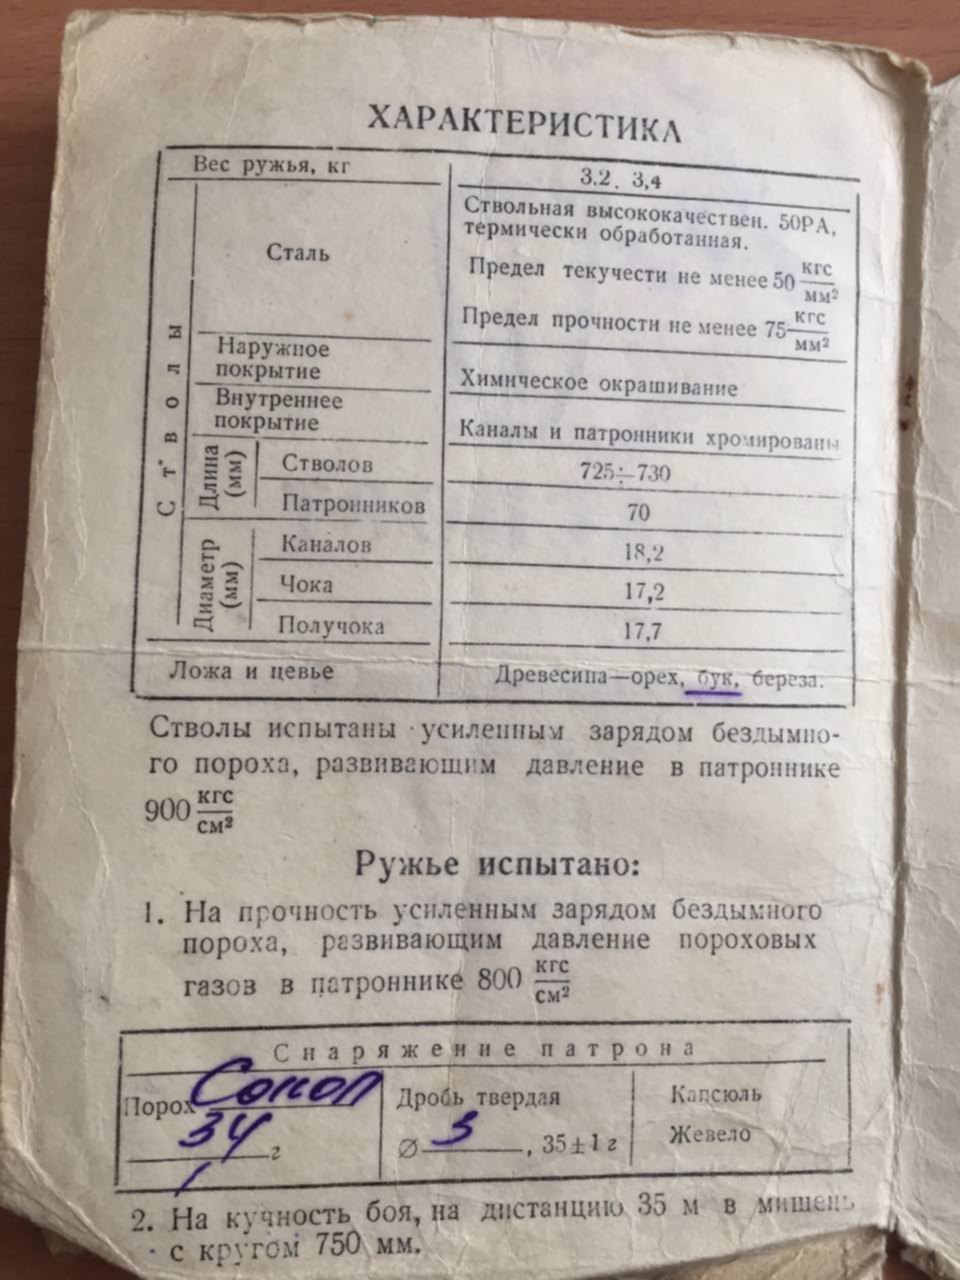 ХАРАКТЕРИСТИКА
Вес ружья, кг
3.2. 3,4
Стволы
Сталь
Ствольная высококачествен. 50РА,
термически обработанная.
Предел текучести не менее 50 кгс/мм²
Предел прочности не менее 75 кгс/мм²
Наружное
покрытие
Химическое окрашивание
Внутреннее
покрытие
Каналы и патронники хромированы
Длина
(мм)
Стволов
725÷730
Патронников
70
Диаметр
(мм)
Каналов
18,2
Чока
17,2
Получока
17,7
Ложа и цевье
Древесина—орех, бук, береза.
Стволы испытаны усиленным зарядом бездымно-
го пороха, развивающим давление в патроннике
900 кгс/см²
Ружье испытано:
1. На прочность усиленным зарядом бездымного
пороха, развивающим давление пороховых
газов в патроннике 800 кгс/см²
Снаряжение патрона
Порох Сокол
г
Дробь твердая
∅ 3, 35±1 г
Капсюль
Жевело
2. На кучность боя, на дистанцию 35 м в мишень
с кругом 750 мм.